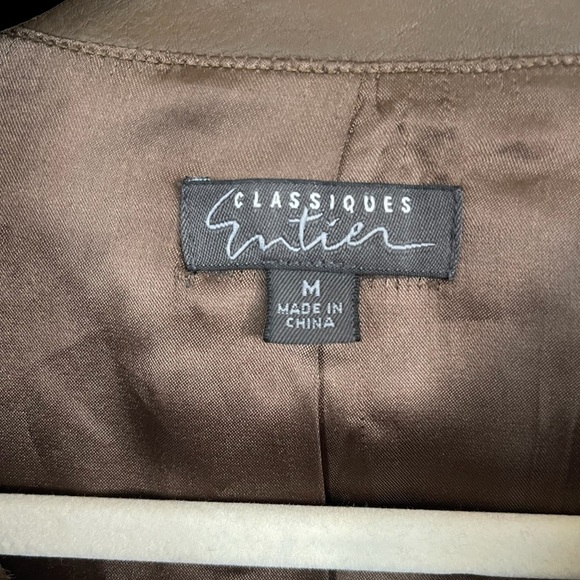 CLASSIQUES
Entier
M
MADE IN
CHINA